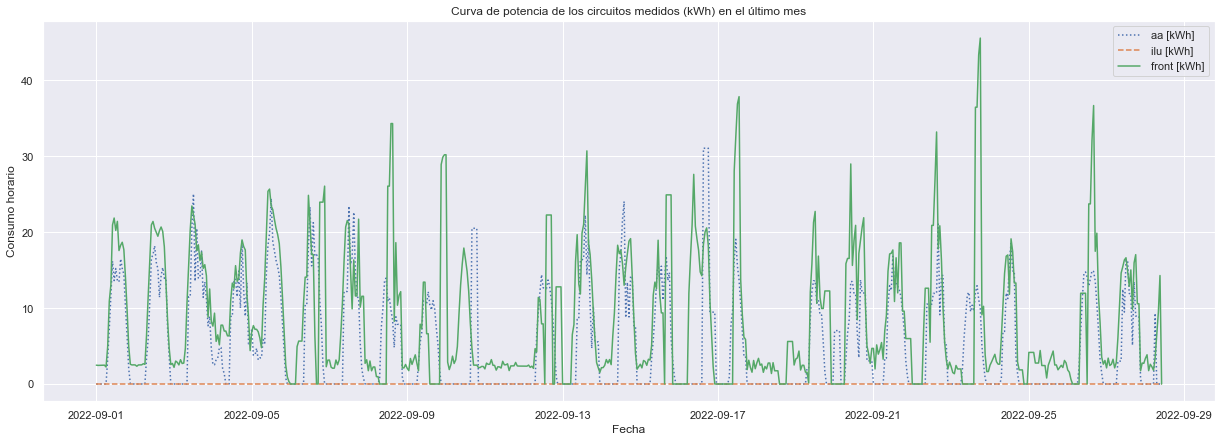 Curva de potencia de los circuitos medidos (kWh) en el último mes
aa [kWh]
ilu [kWh]
front [kWh]
Consumo horario
40
30
20
10
0
2022-09-01
2022-09-05
2022-09-09
2022-09-13
2022-09-17
2022-09-21
2022-09-25
2022-09-29
Fecha